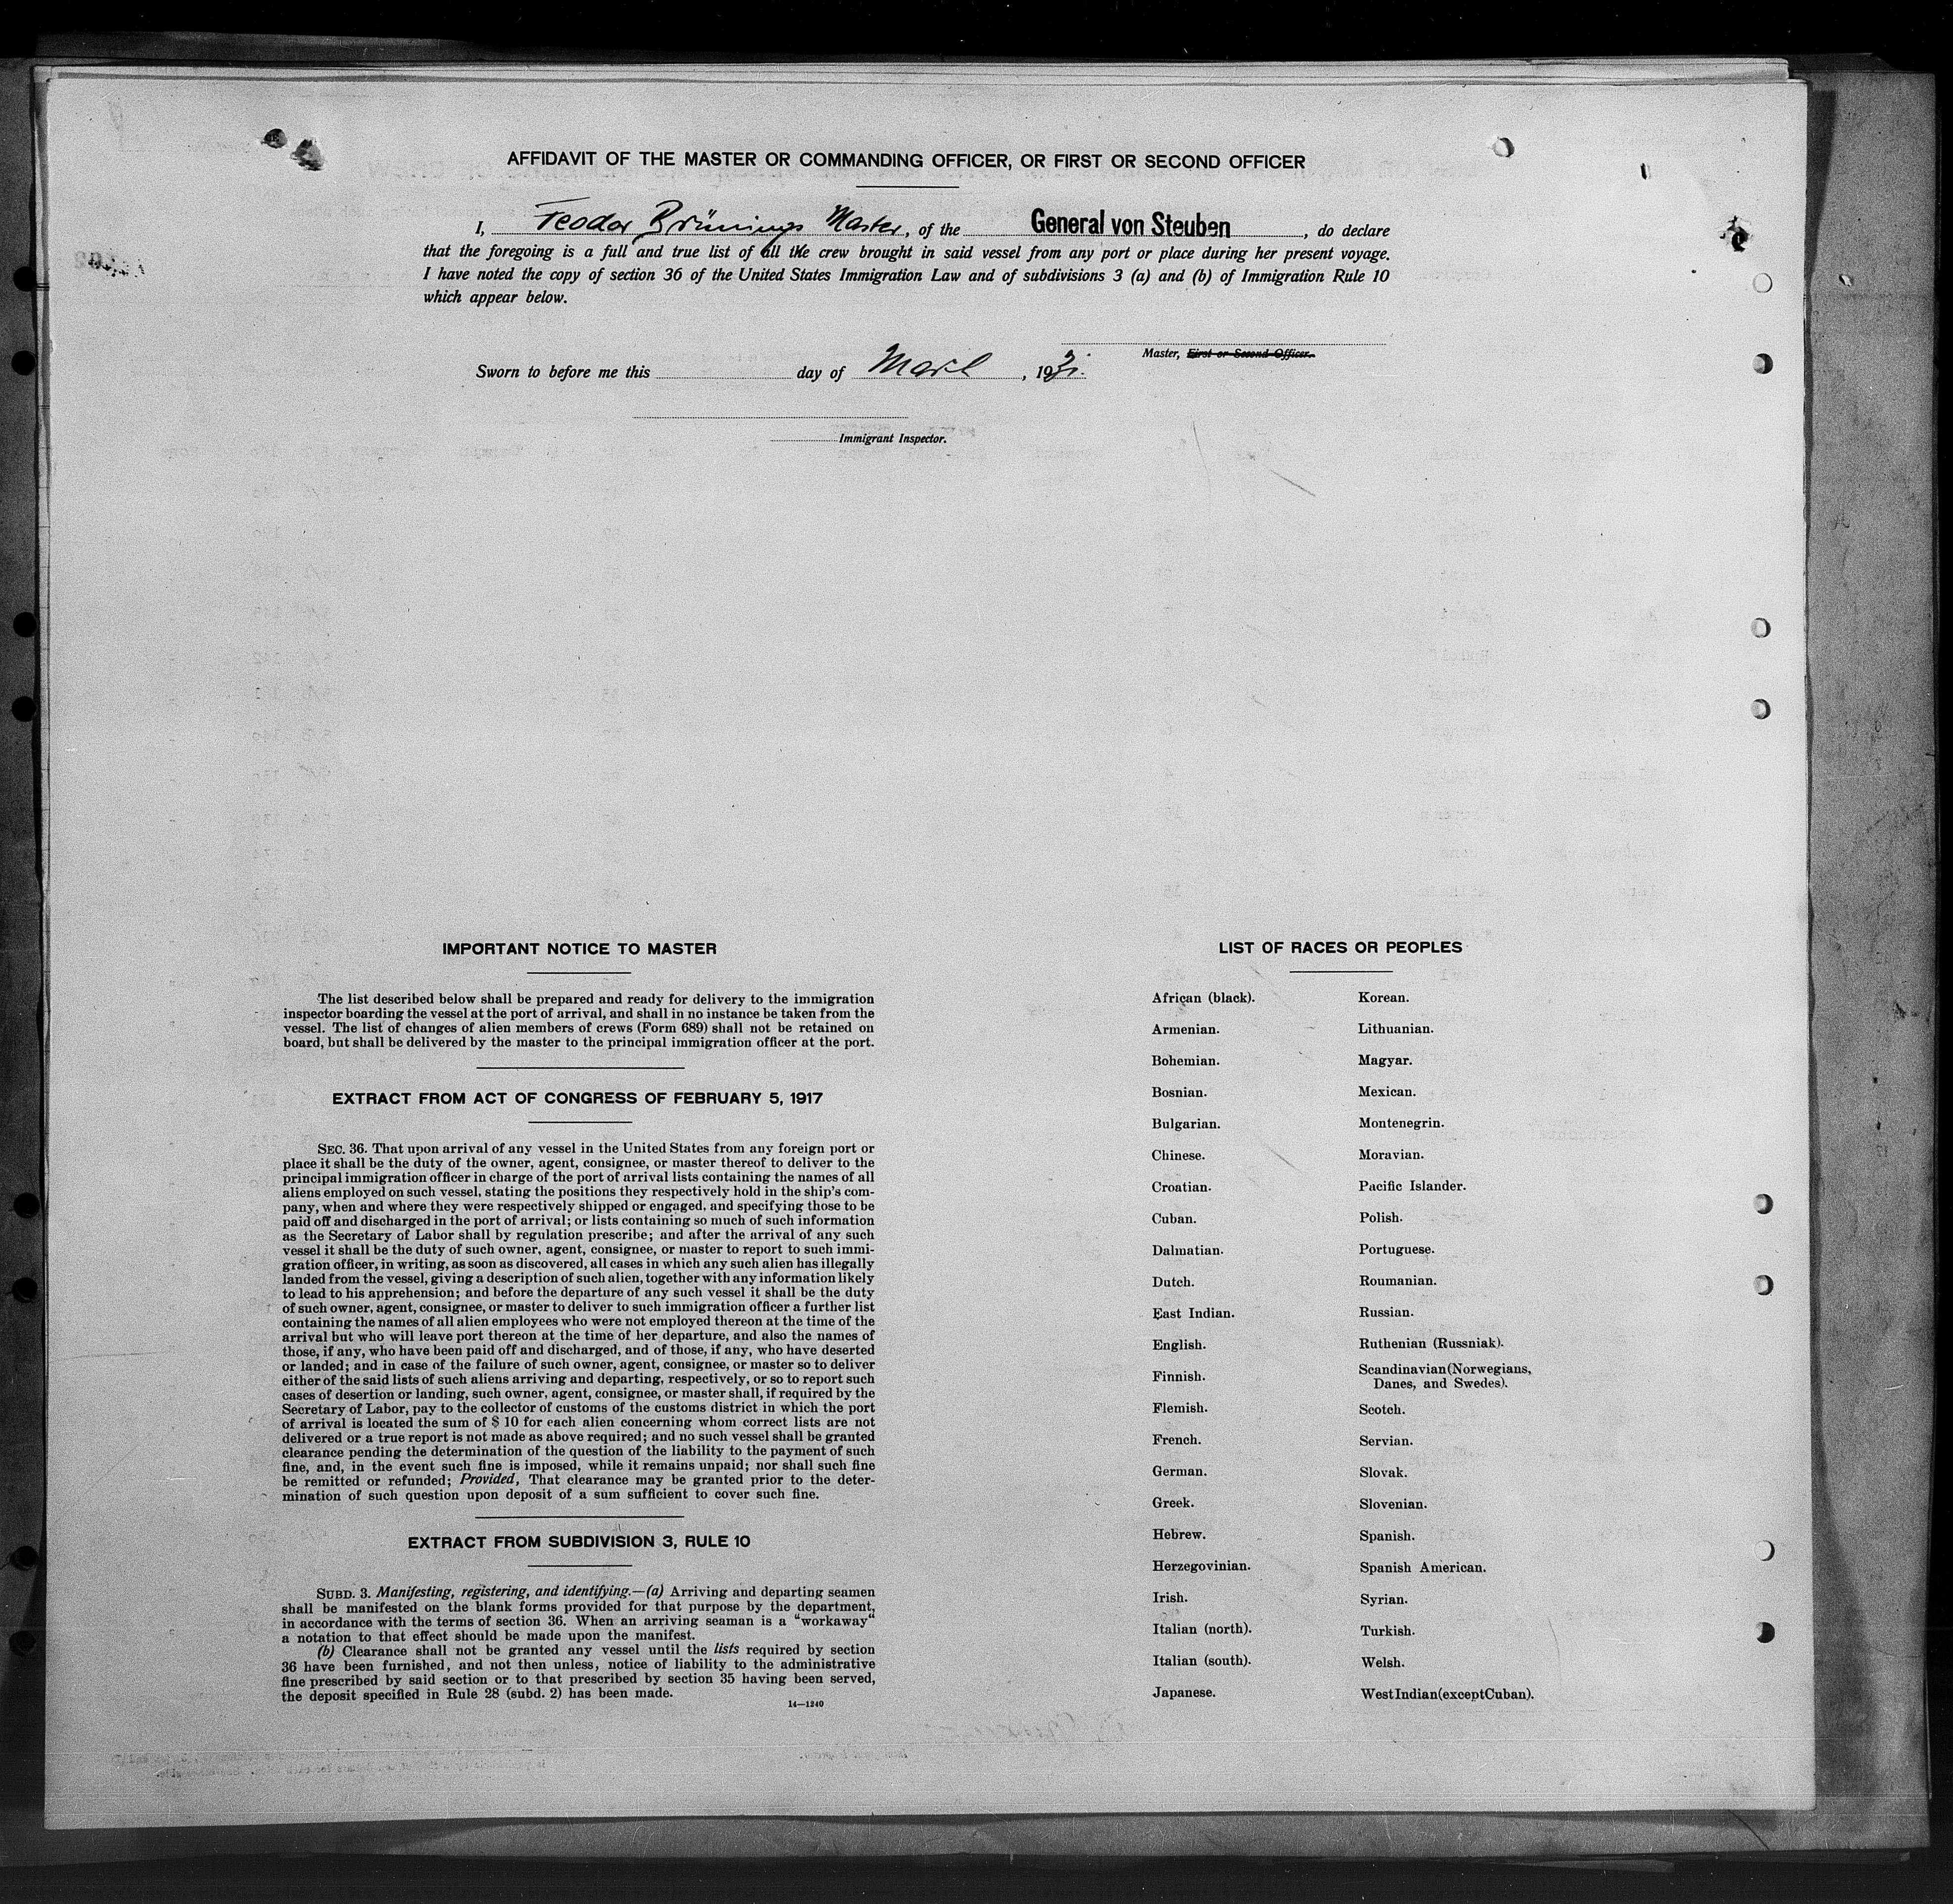 AFFIDAVIT OF THE MASTER OR COMMANDING OFFICER, OR FIRST OR SECOND OFFICER
I, Feodor Brünings Master, of the General von Steuben, do declare
that the foregoing is a full and true list of all the crew brought in said vessel from any port or place during her present voyage.
I have noted the copy of section 36 of the United States Immigration Law and of subdivisions 3 (a) and (b) of Immigration Rule 10
which appear below.
Master, First or Second Officer.
Sworn to before me this day of March, 1931.
Immigrant Inspector.
IMPORTANT NOTICE TO MASTER
The list described below shall be prepared and ready for delivery to the immigration
inspector boarding the vessel at the port of arrival, and shall in no instance be taken from the
vessel. The list of changes of alien members of crews (Form 689) shall not be retained on
board, but shall be delivered by the master to the principal immigration officer at the port.
EXTRACT FROM ACT OF CONGRESS OF FEBRUARY 5, 1917
SEC. 36. That upon arrival of any vessel in the United States from any foreign port or
place it shall be the duty of the owner, agent, consignee, or master thereof to deliver to the
principal immigration officer in charge of the port of arrival lists containing the names of all
aliens employed on such vessel, stating the positions they respectively hold in the ship's com-
pany, when and where they were respectively shipped or engaged, and specifying those to be
paid off and discharged in the port of arrival; or lists containing so much of such information
as the Secretary of Labor shall by regulation prescribe; and after the arrival of any such
vessel it shall be the duty of such owner, agent, consignee, or master to report to such immi-
gration officer, in writing, as soon as discovered, all cases in which any such alien has illegally
landed from the vessel, giving a description of such alien, together with any information likely
to lead to his apprehension; and before the departure of any such vessel it shall be the duty
of such owner, agent, consignee, or master to deliver to such immigration officer a further list
containing the names of all alien employees who were not employed thereon at the time of the
arrival but who will leave port thereon at the time of her departure, and also the names of
those, if any, who have been paid off and discharged, and of those, if any, who have deserted
or landed; and in case of the failure of such owner, agent, consignee, or master so to deliver
either of the said lists of such aliens arriving and departing, respectively, or so to report such
cases of desertion or landing, such owner, agent, consignee, or master shall, if required by the
Secretary of Labor, pay to the collector of customs of the customs district in which the port
of arrival is located the sum of $ 10 for each alien concerning whom correct lists are not
delivered or a true report is not made as above required; and no such vessel shall be granted
clearance pending the determination of the question of the liability to the payment of such
fine, and, in the event such fine is imposed, while it remains unpaid; nor shall such fine
be remitted or refunded; Provided, That clearance may be granted prior to the deter-
mination of such question upon deposit of a sum sufficient to cover such fine.
EXTRACT FROM SUBDIVISION 3, RULE 10
SUBD. 3. Manifesting, registering, and identifying.—(a) Arriving and departing seamen
shall be manifested on the blank forms provided for that purpose by the department,
in accordance with the terms of section 36. When an arriving seaman is a "workaway"
a notation to that effect should be made upon the manifest.
(b) Clearance shall not be granted any vessel until the lists required by section
36 have been furnished, and not then unless, notice of liability to the administrative
fine prescribed by said section or to that prescribed by section 35 having been served,
the deposit specified in Rule 28 (subd. 2) has been made.
14—1240
LIST OF RACES OR PEOPLES
African (black).
Armenian.
Bohemian.
Bosnian.
Bulgarian.
Chinese.
Croatian.
Cuban.
Dalmatian.
Dutch.
East Indian.
English.
Finnish.
Flemish.
French.
German.
Greek.
Hebrew.
Herzegovinian.
Irish.
Italian (north).
Italian (south).
Japanese.
Korean.
Lithuanian.
Magyar.
Mexican.
Montenegrin.
Moravian.
Pacific Islander.
Polish.
Portuguese.
Roumanian.
Russian.
Ruthenian (Russniak).
Scandinavian(Norwegians,
Danes, and Swedes).
Scotch.
Servian.
Slovak.
Slovenian.
Spanish.
Spanish American.
Syrian.
Turkish.
Welsh.
WestIndian(exceptCuban).